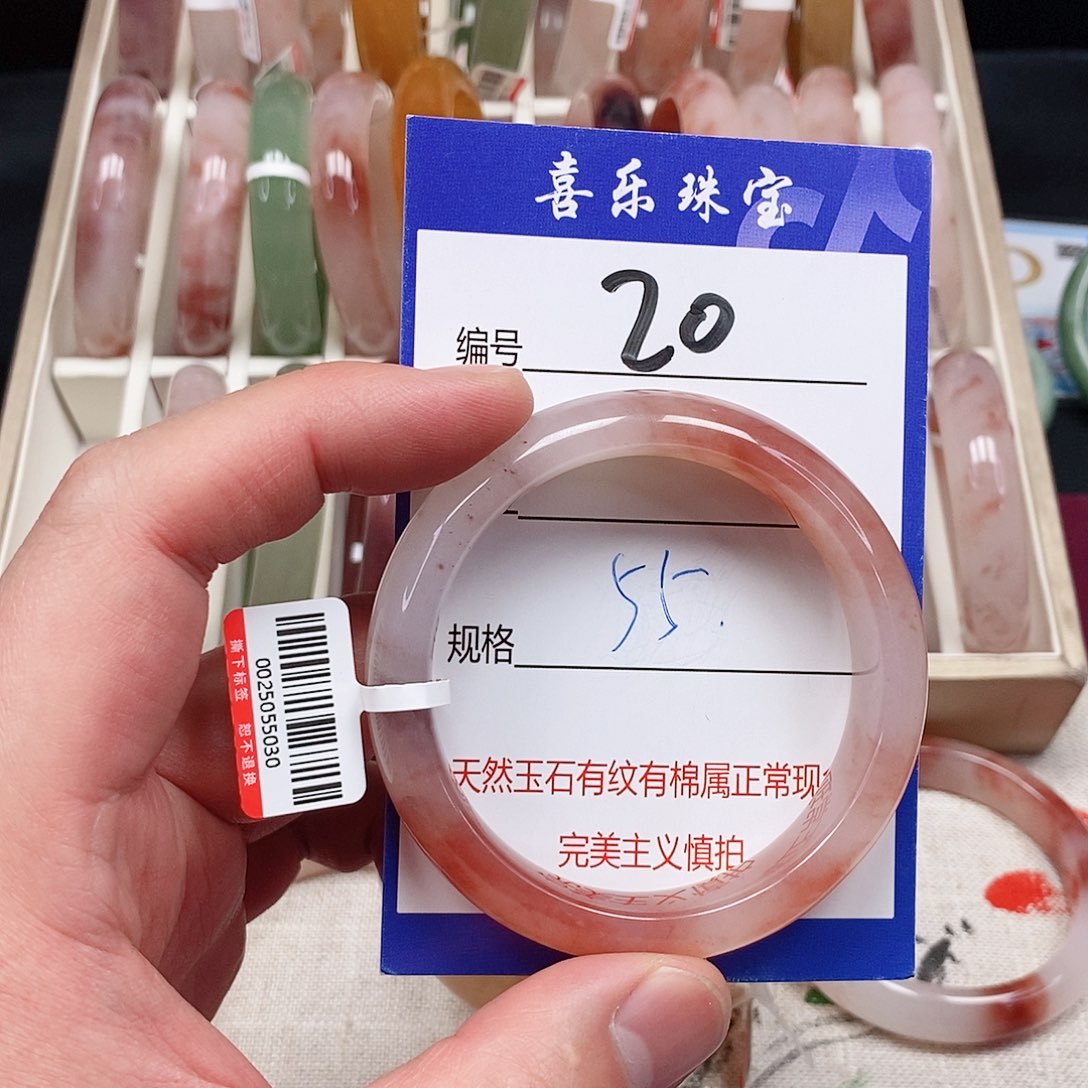 喜乐珠宝
编号 20
规格 55.
天然玉石有纹有棉属正常现
完美主义慎拍
0025055030
撕下标签 恕不退换